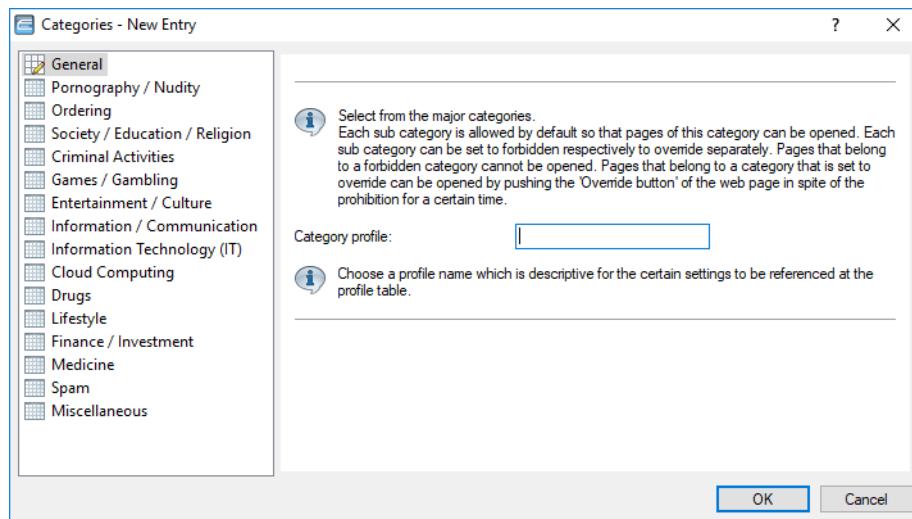 Categories - New Entry
?
General
Pornography / Nudity
Ordering
Society / Education / Religion
Criminal Activities
Games / Gambling
Entertainment / Culture
Information / Communication
Information Technology (IT)
Cloud Computing
Drugs
Lifestyle
Finance / Investment
Medicine
Spam
Miscellaneous
Select from the major categories.
Each sub category is allowed by default so that pages of this category can be opened. Each
sub category can be set to forbidden respectively to override separately. Pages that belong
to a forbidden category cannot be opened. Pages that belong to a category that is set to
override can be opened by pushing the 'Override button' of the web page in spite of the
prohibition for a certain time.
Category profile:
Choose a profile name which is descriptive for the certain settings to be referenced at the
profile table.
OK
Cancel